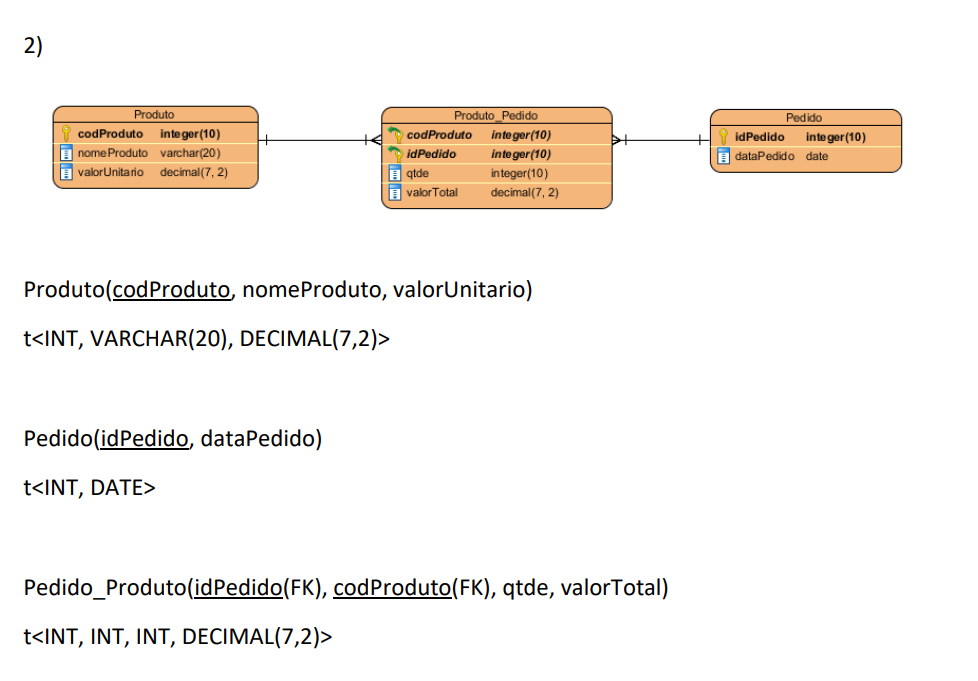 2)
Produto
codProduto integer(10)
nomeProduto varchar(20)
valorUnitario decimal(7, 2)
Produto_Pedido
codProduto integer(10)
idPedido integer(10)
qtde integer(10)
valorTotal decimal(7, 2)
Pedido
idPedido integer(10)
dataPedido date
Produto(codProduto, nomeProduto, valorUnitario)
t<INT, VARCHAR(20), DECIMAL(7,2)>
Pedido(idPedido, dataPedido)
t<INT, DATE>
Pedido_Produto(idPedido(FK), codProduto(FK), qtde, valorTotal)
t<INT, INT, INT, DECIMAL(7,2)>